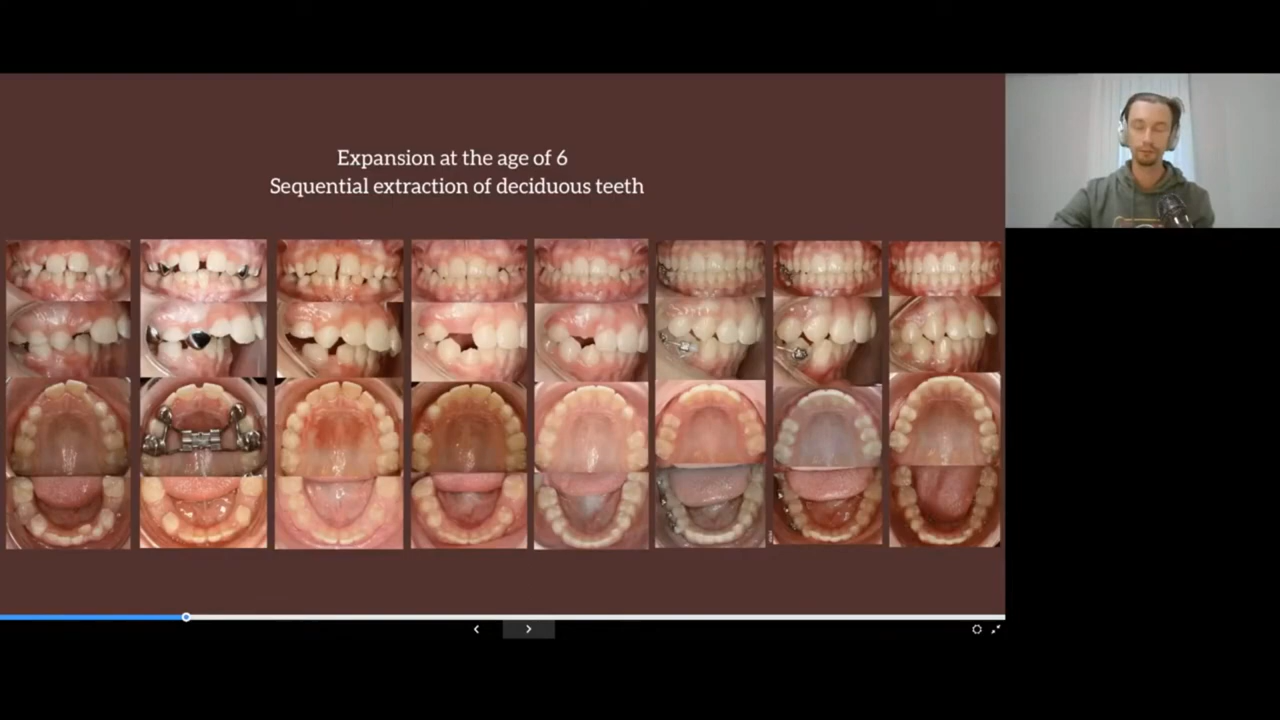 Expansion at the age of 6
Sequential extraction of deciduous teeth